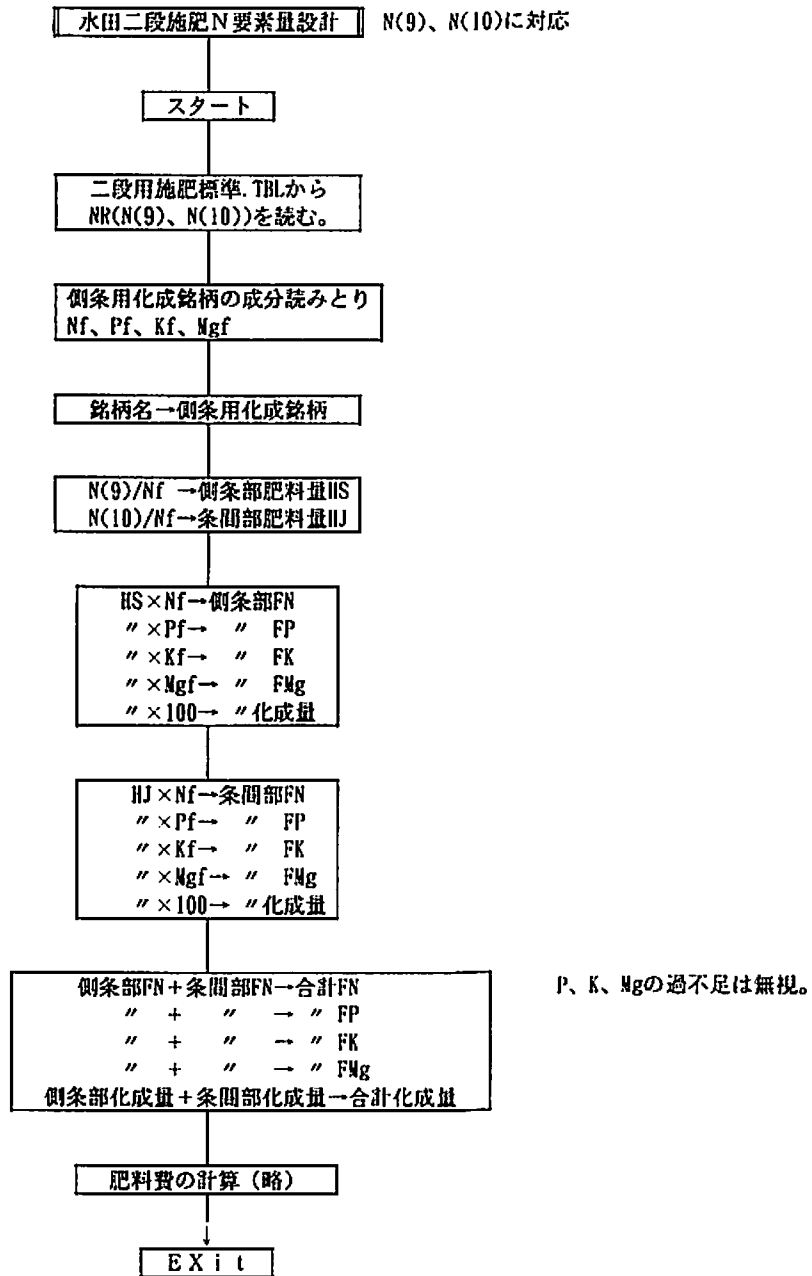 水田二段施肥N要素量設計 N(9)、N(10)に対応
スタート
二段用施肥標準.TBLから
NR(N(9)、N(10))を読む。
側条用化成銘柄の成分読みとり
Nf、Pf、Kf、Mgf
銘柄名→側条用化成銘柄
N(9)/Nf →側条部肥料量HS
N(10)/Nf→条間部肥料量HJ
HS×Nf→側条部FN
〃×Pf→ 〃 FP
〃×Kf→ 〃 FK
〃×Mgf→ 〃 FMg
〃×100→ 〃化成量
HJ×Nf→条間部FN
〃×Pf→ 〃 FP
〃×Kf→ 〃 FK
〃×Mgf→ 〃 FMg
〃×100→ 〃化成量
側条部FN+条間部FN→合計FN
〃 + 〃 → 〃 FP
〃 + 〃 → 〃 FK
〃 + 〃 → 〃 FMg
側条部化成量+条間部化成量→合計化成量
P、K、Mgの過不足は無視。
肥料費の計算(略)
EXit